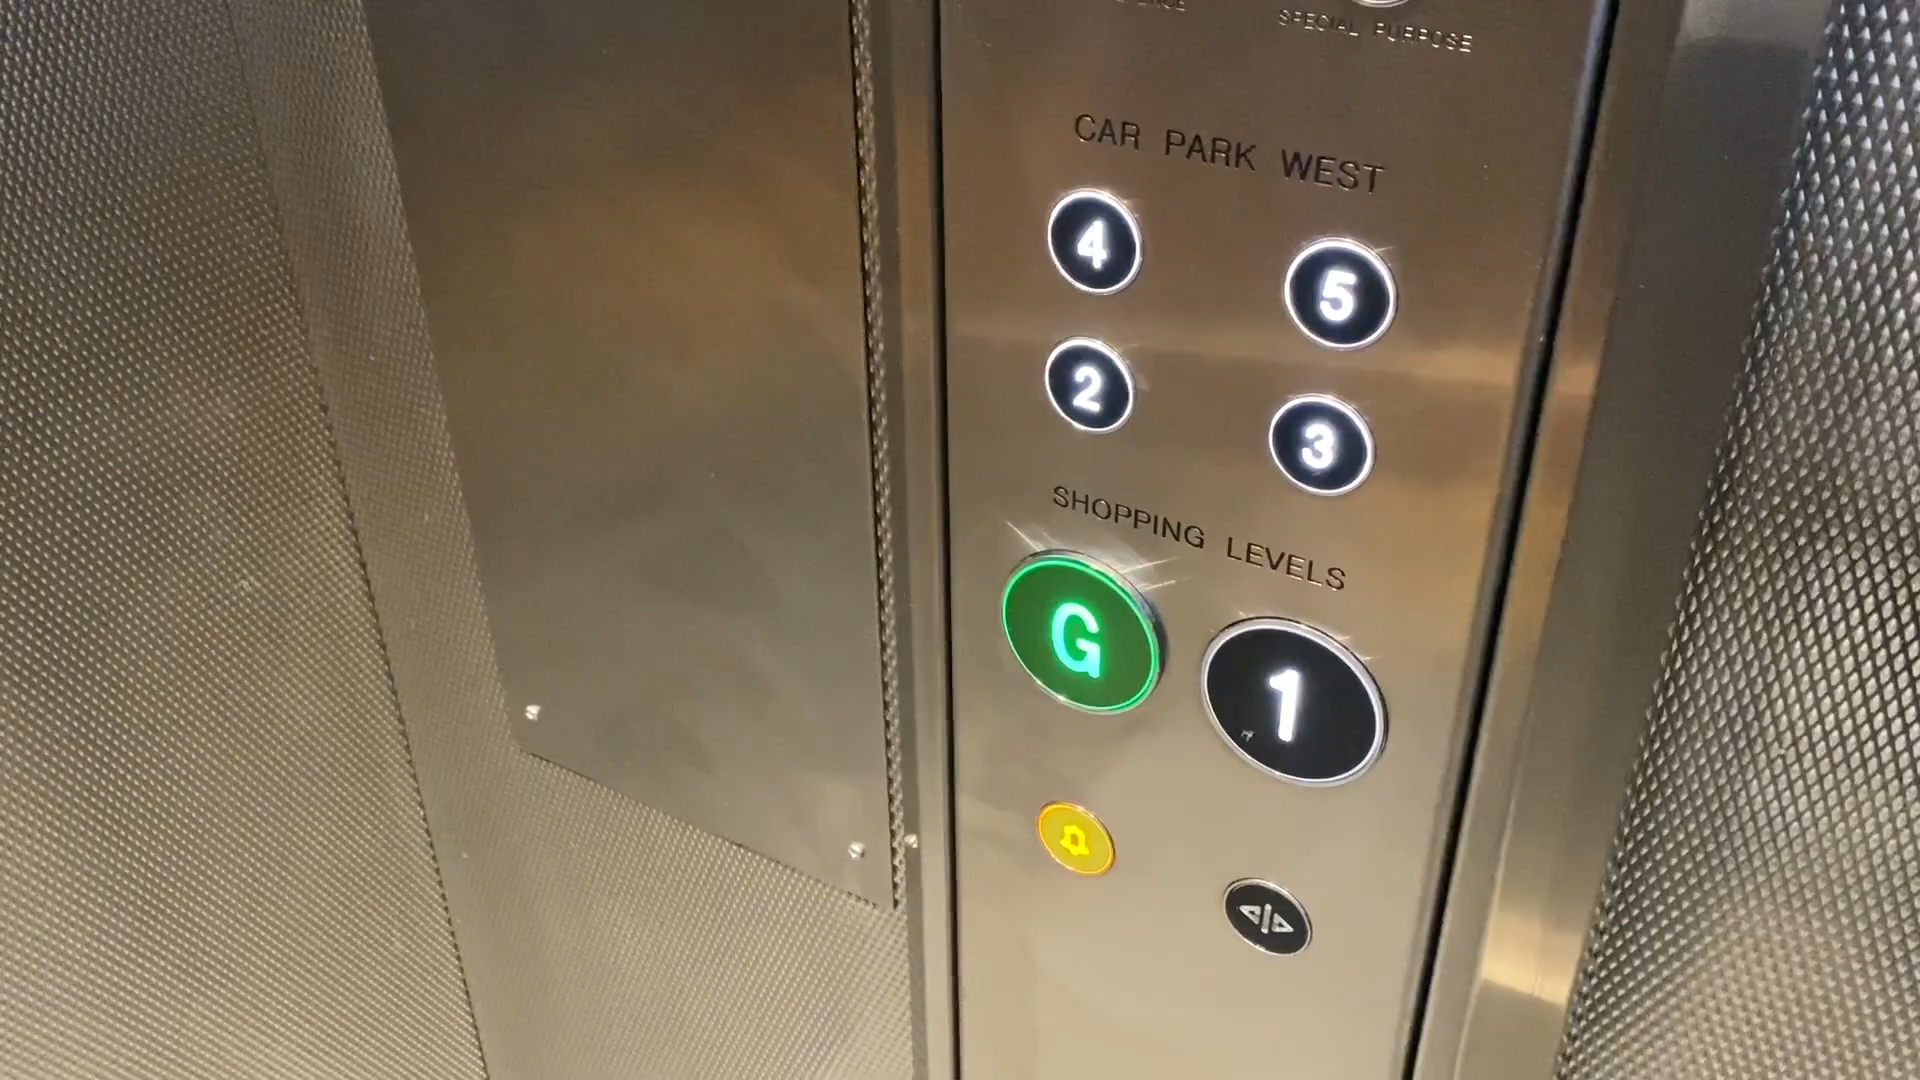 SPECIAL PURPOSE
CAR PARK WEST
4 5
2 3
SHOPPING LEVELS
G 1